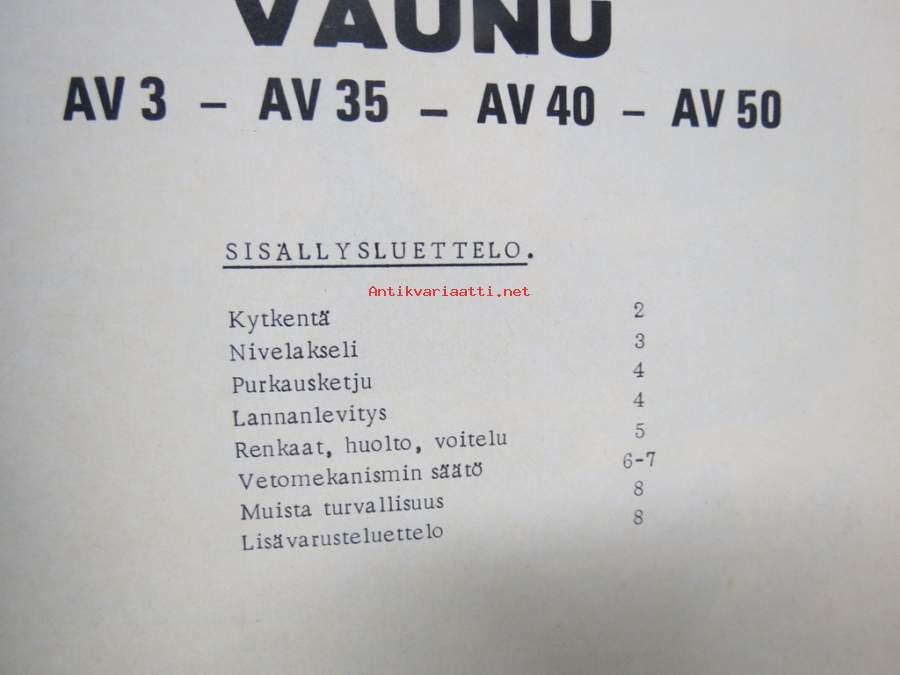 VAUNU
AV 3 – AV 35 – AV 40 – AV 50
SISÄLLYSLUETTELO.
Antikvariaatti.net
Kytkentä 2
Nivelakseli 3
Purkausketju 4
Lannanlevitys 4
Renkaat, huolto, voitelu 5
Vetomekanismin säätö 6-7
Muista turvallisuus 8
Lisävarusteluettelo 8